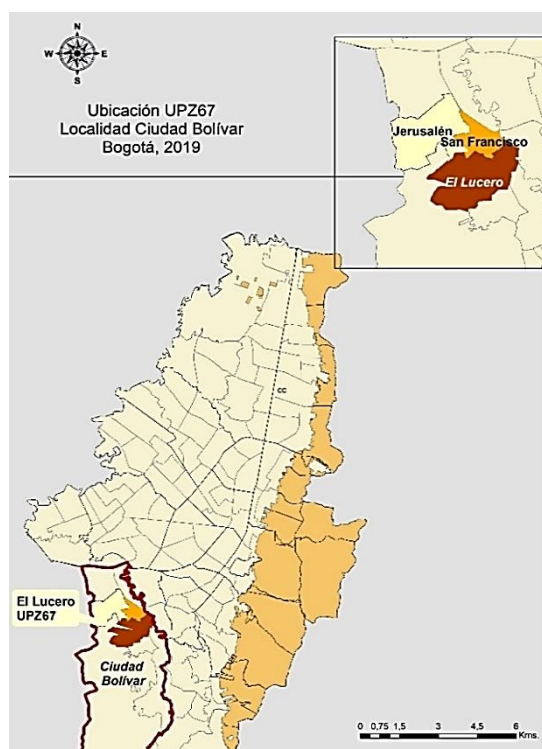 N
W E
S
Ubicación UPZ67
Localidad Ciudad Bolívar
Bogotá, 2019
Jerusalén
San Francisco
El Lucero
cc
El Lucero
UPZ67
Ciudad
Bolívar
0 0,75 1,5 3 4,5 6
Kms.